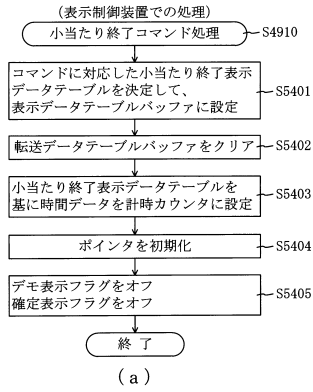 (表示制御装置での処理)
小当たり終了コマンド処理 S4910
コマンドに対応した小当たり終了表示
データテーブルを決定して、
表示データテーブルバッファに設定
S5401
転送データテーブルバッファをクリア S5402
小当たり終了表示データテーブルを
基に時間データを計時カウンタに設定
S5403
ポインタを初期化 S5404
デモ表示フラグをオフ
確定表示フラグをオフ
S5405
終了
(a)